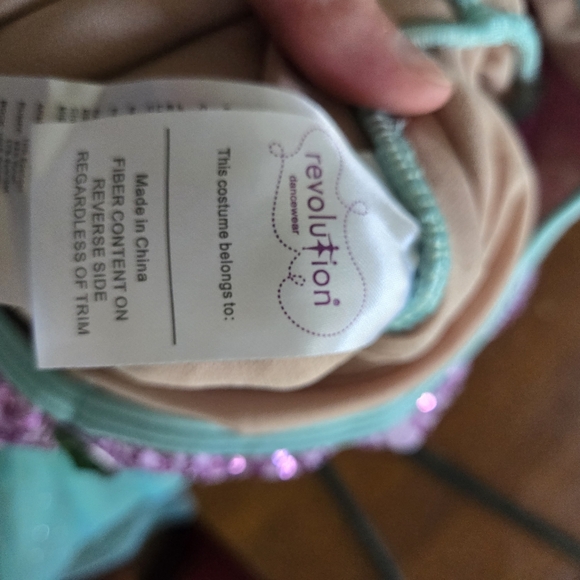 revolution®
dancewear
This costume belongs to:
Made in China
FIBER CONTENT ON
REVERSE SIDE
REGARDLESS OF TRIM